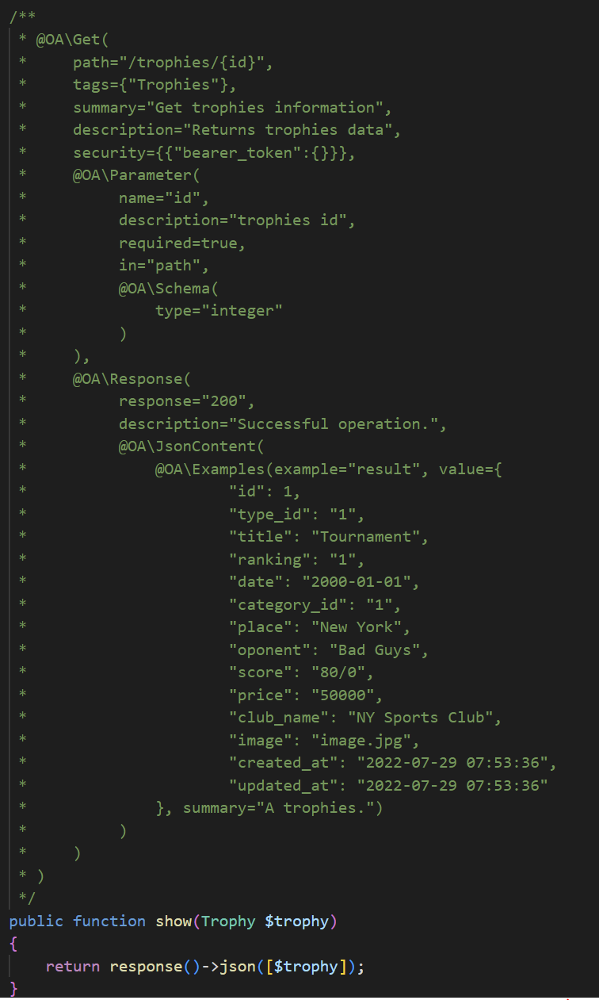 /**
 * @OA\Get(
 *     path="/trophies/{id}",
 *     tags={"Trophies"},
 *     summary="Get trophies information",
 *     description="Returns trophies data",
 *     security={{"bearer_token":{}}},
 *     @OA\Parameter(
 *          name="id",
 *          description="trophies id",
 *          required=true,
 *          in="path",
 *          @OA\Schema(
 *              type="integer"
 *          )
 *     ),
 *     @OA\Response(
 *          response="200",
 *          description="Successful operation.",
 *          @OA\JsonContent(
 *              @OA\Examples(example="result", value={
 *                      "id": 1,
 *                      "type_id": "1",
 *                      "title": "Tournament",
 *                      "ranking": "1",
 *                      "date": "2000-01-01",
 *                      "category_id": "1",
 *                      "place": "New York",
 *                      "oponent": "Bad Guys",
 *                      "score": "80/0",
 *                      "price": "50000",
 *                      "club_name": "NY Sports Club",
 *                      "image": "image.jpg",
 *                      "created_at": "2022-07-29 07:53:36",
 *                      "updated_at": "2022-07-29 07:53:36"
 *              }, summary="A trophies.")
 *          )
 *     )
 * )
 */
public function show(Trophy $trophy)
{
    return response()->json([$trophy]);
}